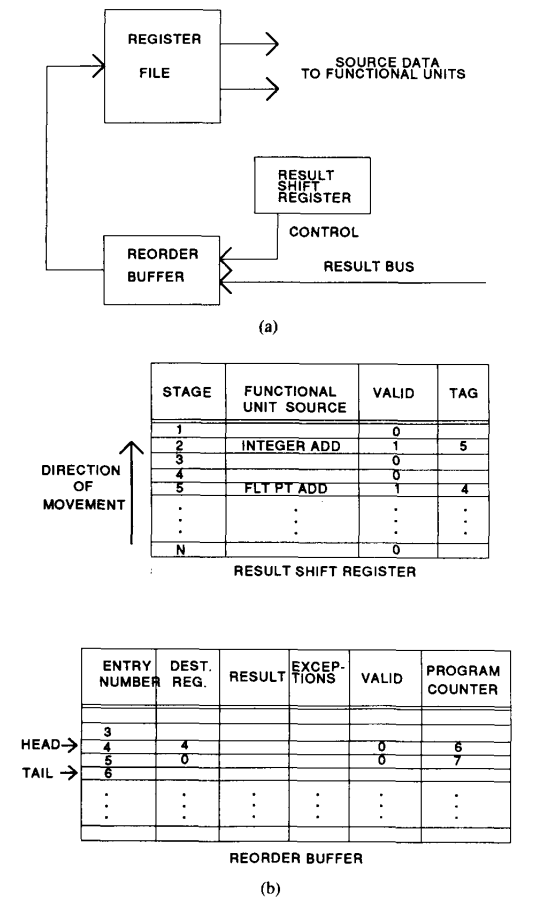 REGISTER
FILE
SOURCE DATA
TO FUNCTIONAL UNITS
RESULT
SHIFT
REGISTER
CONTROL
REORDER
BUFFER
RESULT BUS
(a)
STAGE FUNCTIONAL UNIT SOURCE VALID TAG
1 0
2 INTEGER ADD 1 5
3 0
4 0
5 FLT PT ADD 1 4
. . . .
. . . .
. . . .
N 0
DIRECTION
OF
MOVEMENT
RESULT SHIFT REGISTER
ENTRY NUMBER DEST. REG. RESULT EXCEP-TIONS VALID PROGRAM COUNTER
3
HEAD→ 4 4 0 6
5 0 0 7
TAIL → 6
. . . . . .
. . . . . .
. . . . . .
REORDER BUFFER
(b)